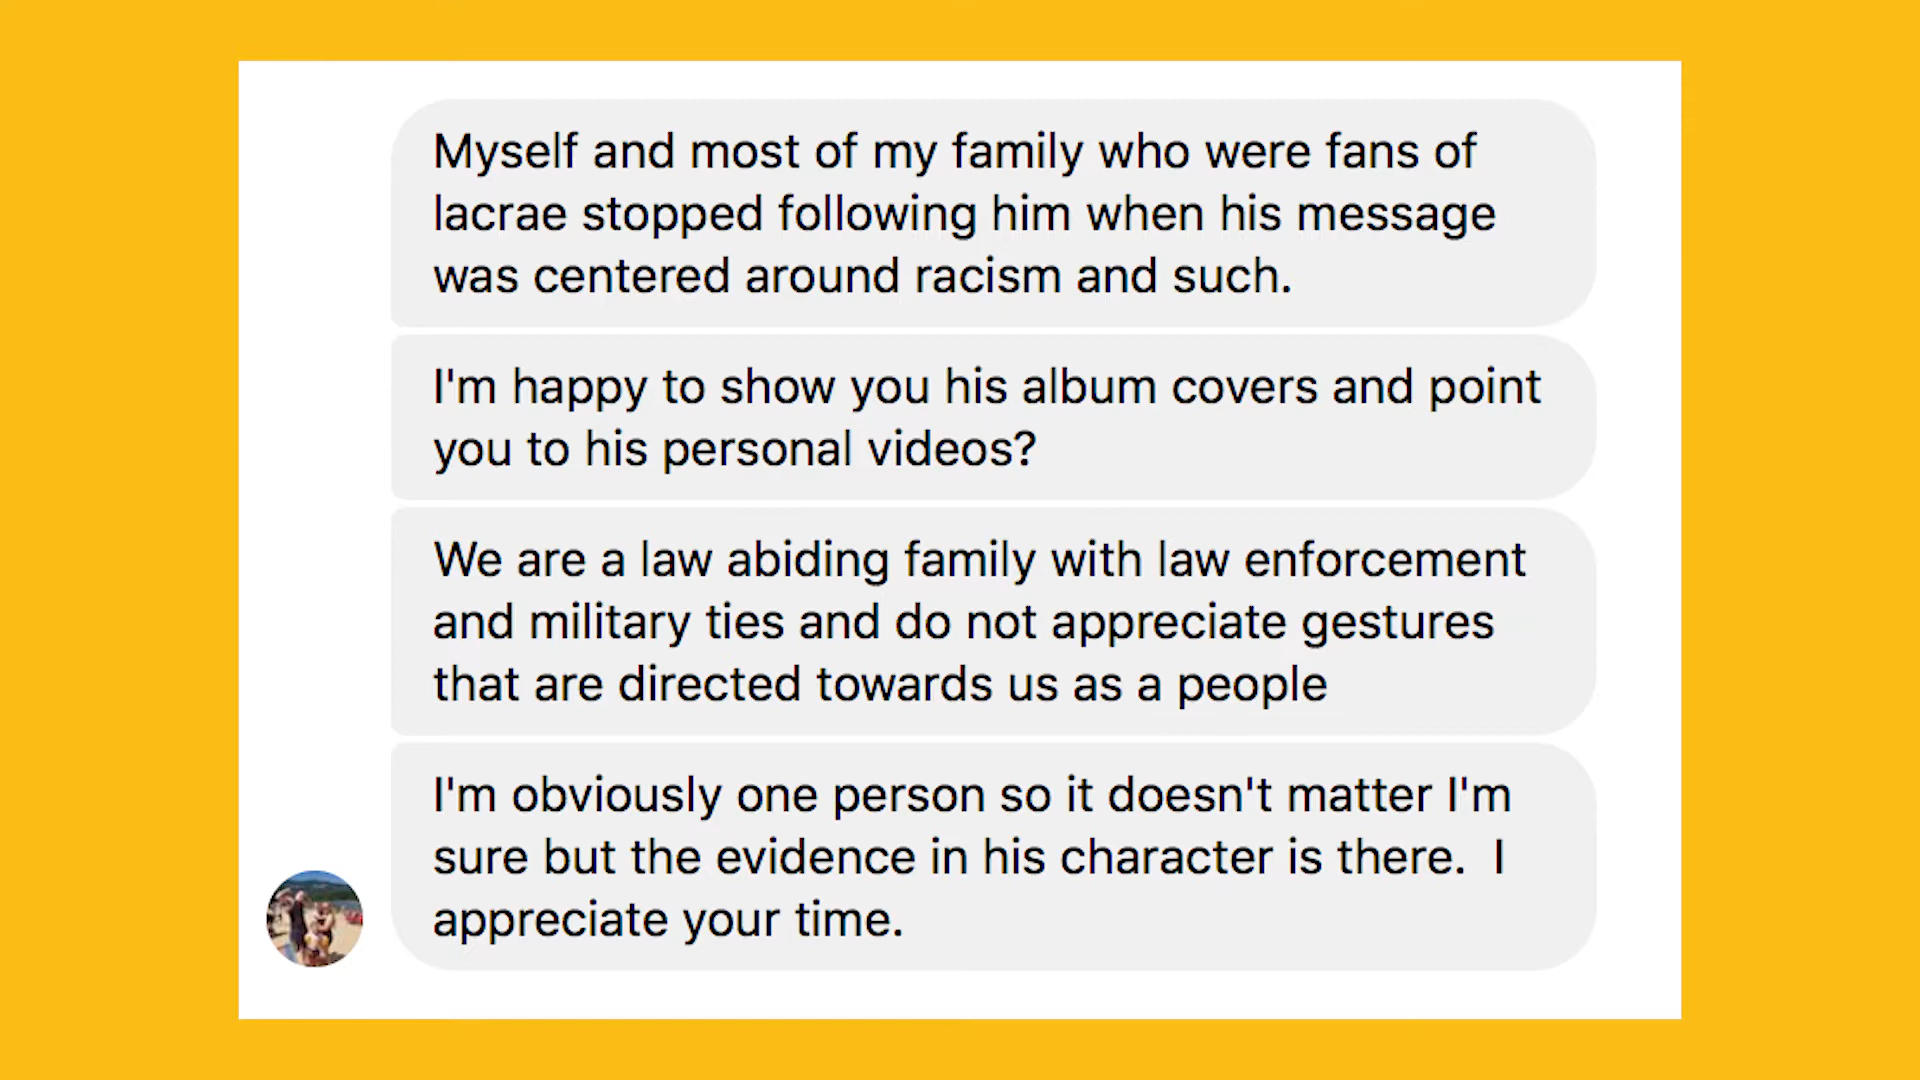 Myself and most of my family who were fans of
lacrae stopped following him when his message
was centered around racism and such.
I'm happy to show you his album covers and point
you to his personal videos?
We are a law abiding family with law enforcement
and military ties and do not appreciate gestures
that are directed towards us as a people
I'm obviously one person so it doesn't matter I'm
sure but the evidence in his character is there.  I
appreciate your time.